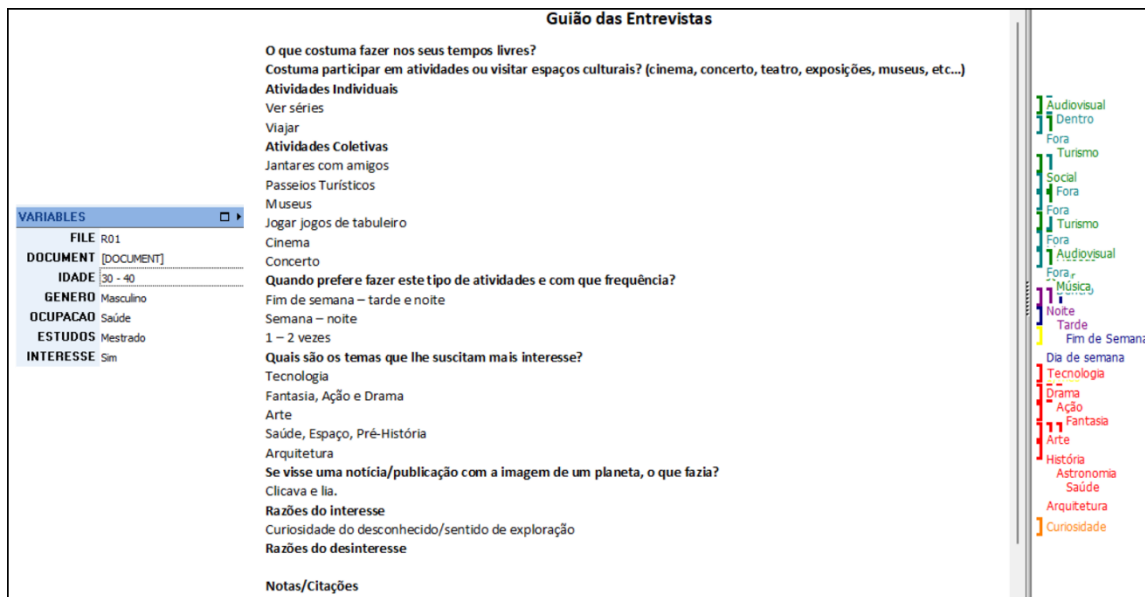 Guião das Entrevistas
O que costuma fazer nos seus tempos livres?
Costuma participar em atividades ou visitar espaços culturais? (cinema, concerto, teatro, exposições, museus, etc...)
Atividades Individuais
Ver séries
Viajar
Atividades Coletivas
Jantares com amigos
Passeios Turísticos
Museus
Jogar jogos de tabuleiro
Cinema
Concerto
Quando prefere fazer este tipo de atividades e com que frequência?
Fim de semana – tarde e noite
Semana – noite
1 – 2 vezes
Quais são os temas que lhe suscitam mais interesse?
Tecnologia
Fantasia, Ação e Drama
Arte
Saúde, Espaço, Pré-História
Arquitetura
Se visse uma notícia/publicação com a imagem de um planeta, o que fazia?
Clicava e lia.
Razões do interesse
Curiosidade do desconhecido/sentido de exploração
Razões do desinteresse
Notas/Citações
VARIABLES
FILE R01
DOCUMENT [DOCUMENT]
IDADE 30 - 40
GENERO Masculino
OCUPACAO Saúde
ESTUDOS Mestrado
INTERESSE Sim
Audiovisual
Dentro
Fora
Turismo
Social
Fora
Fora
Turismo
Fora
Audiovisual
Fora
Música
Noite
Tarde
Fim de Semana
Dia de semana
Tecnologia
Drama
Ação
Fantasia
Arte
História
Astronomia
Saúde
Arquitetura
Curiosidade